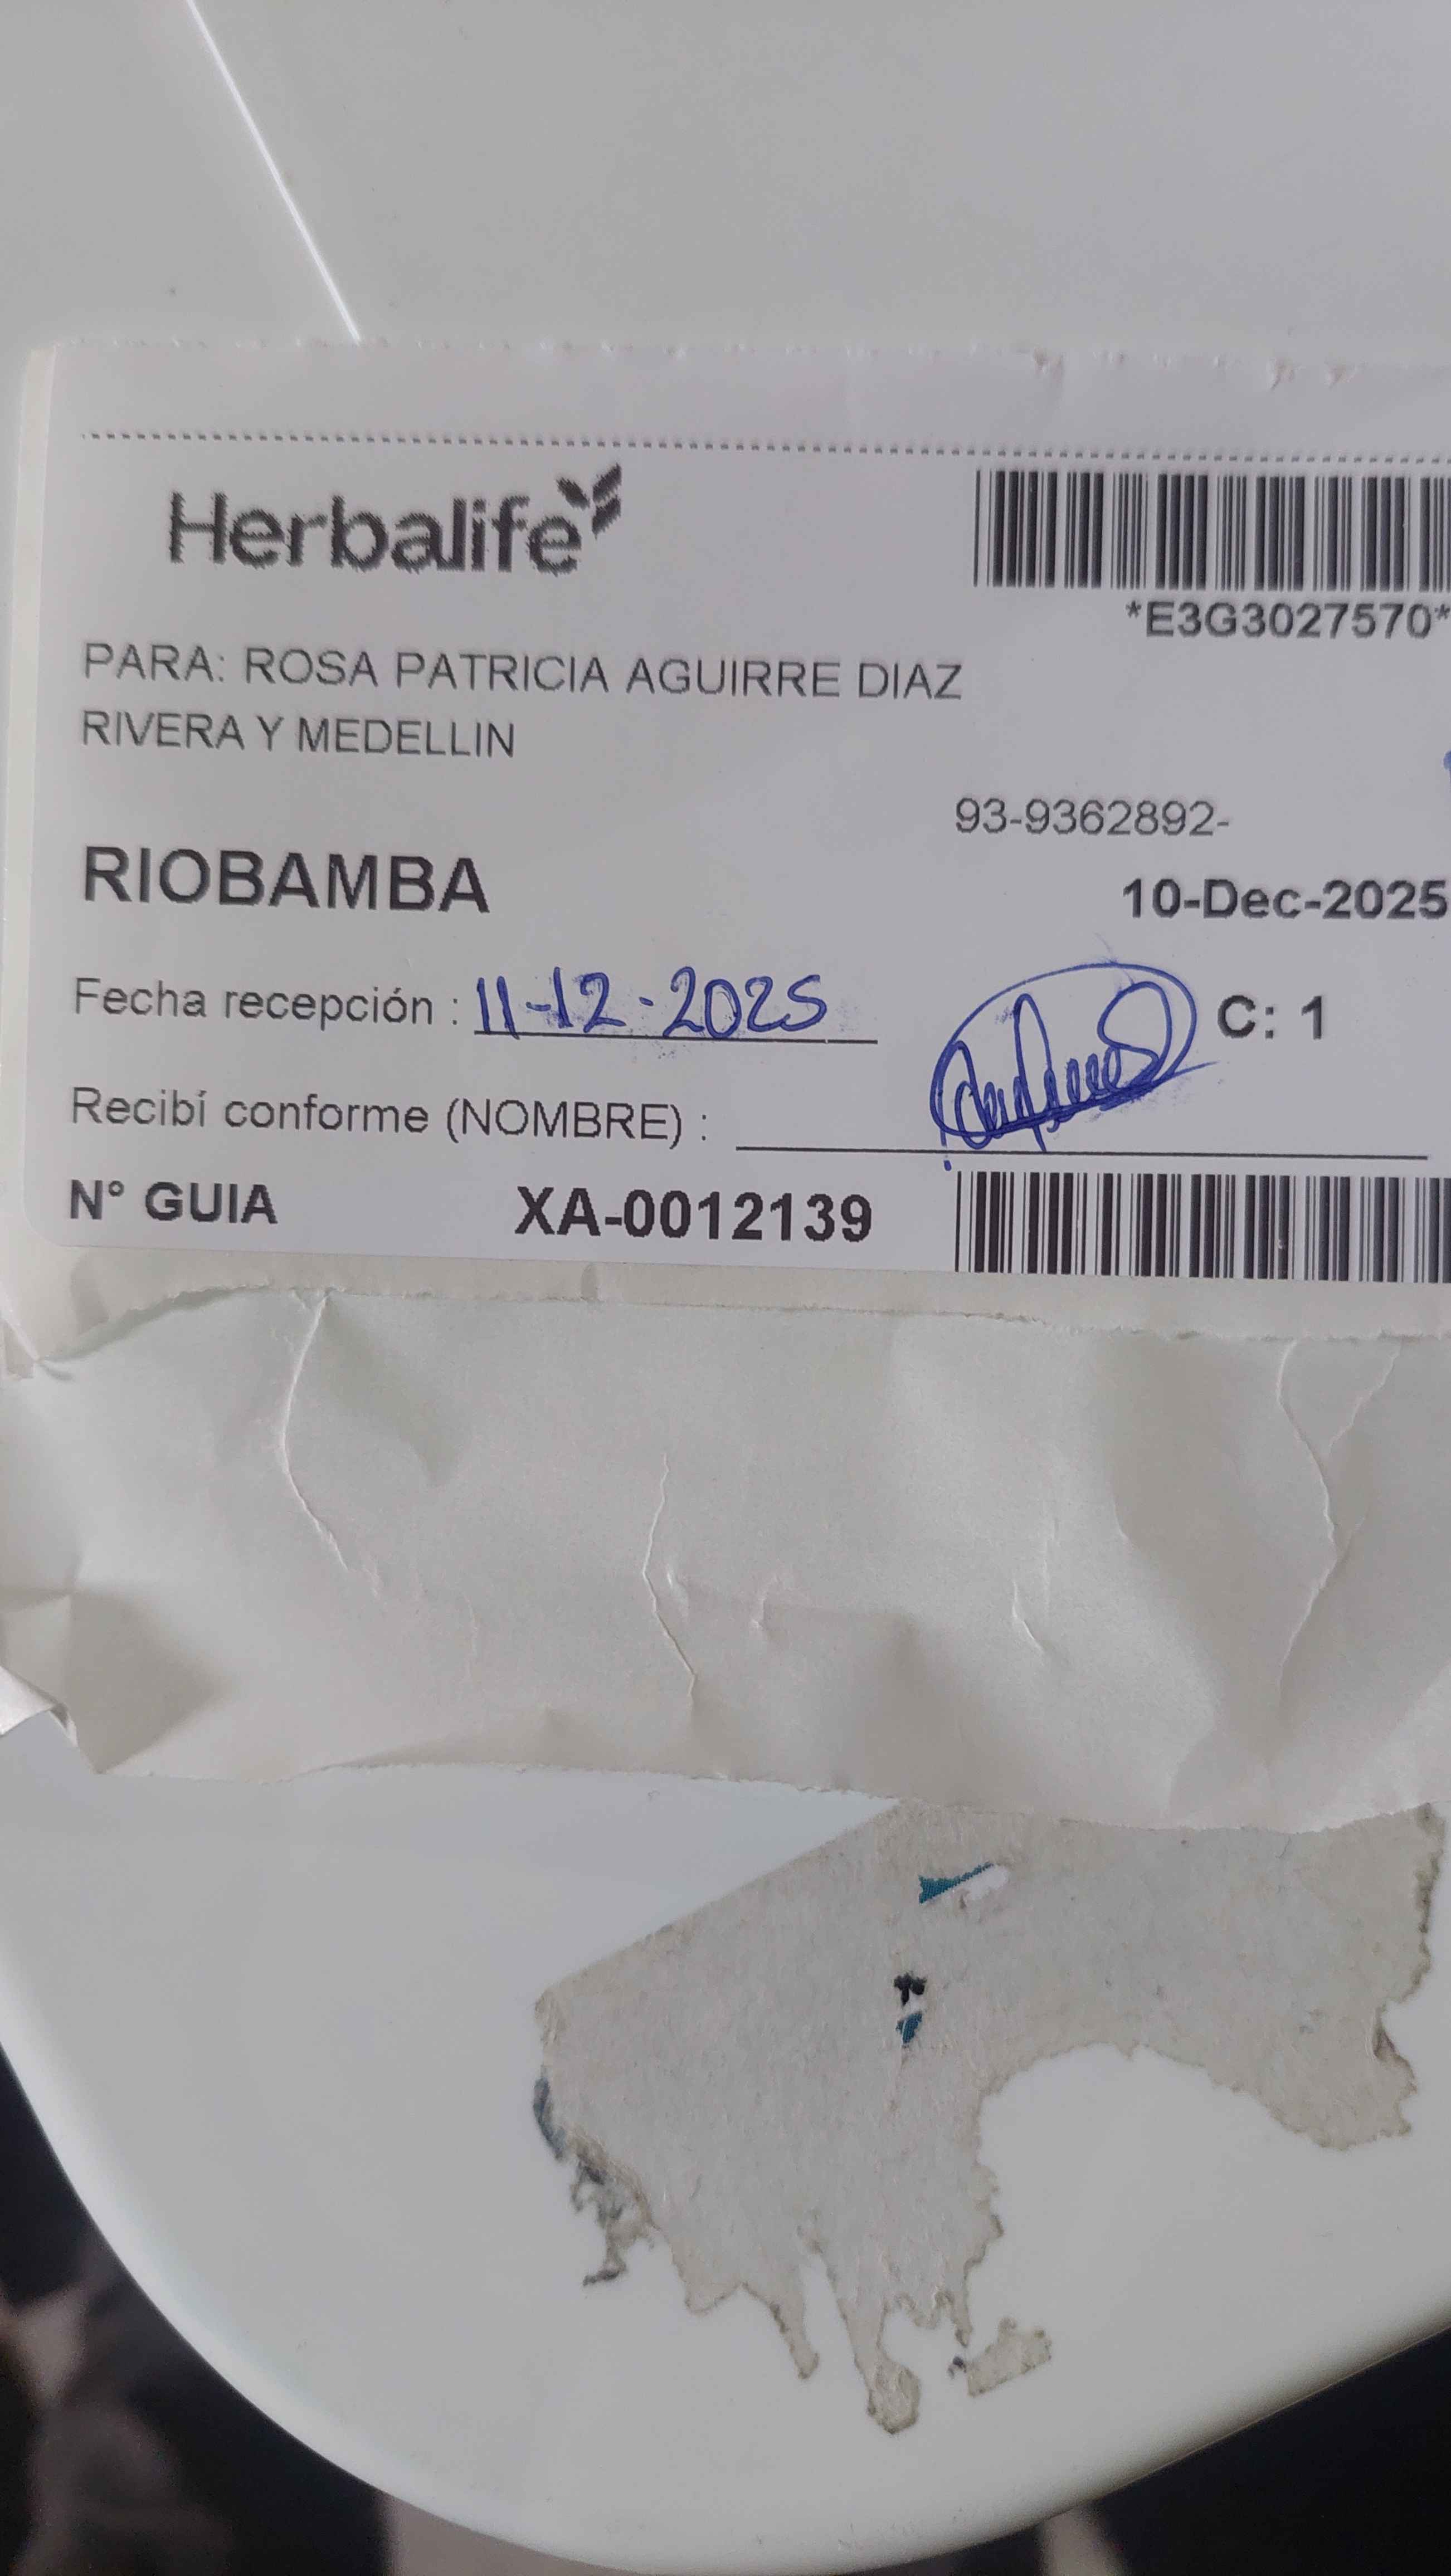 Herbalife
*E3G3027570*
PARA: ROSA PATRICIA AGUIRRE DIAZ
RIVERA Y MEDELLIN
93-9362892-
RIOBAMBA
10-Dec-2025
Fecha recepción : 11-12-2025
C: 1
Recibí conforme (NOMBRE) :
N° GUIA XA-0012139